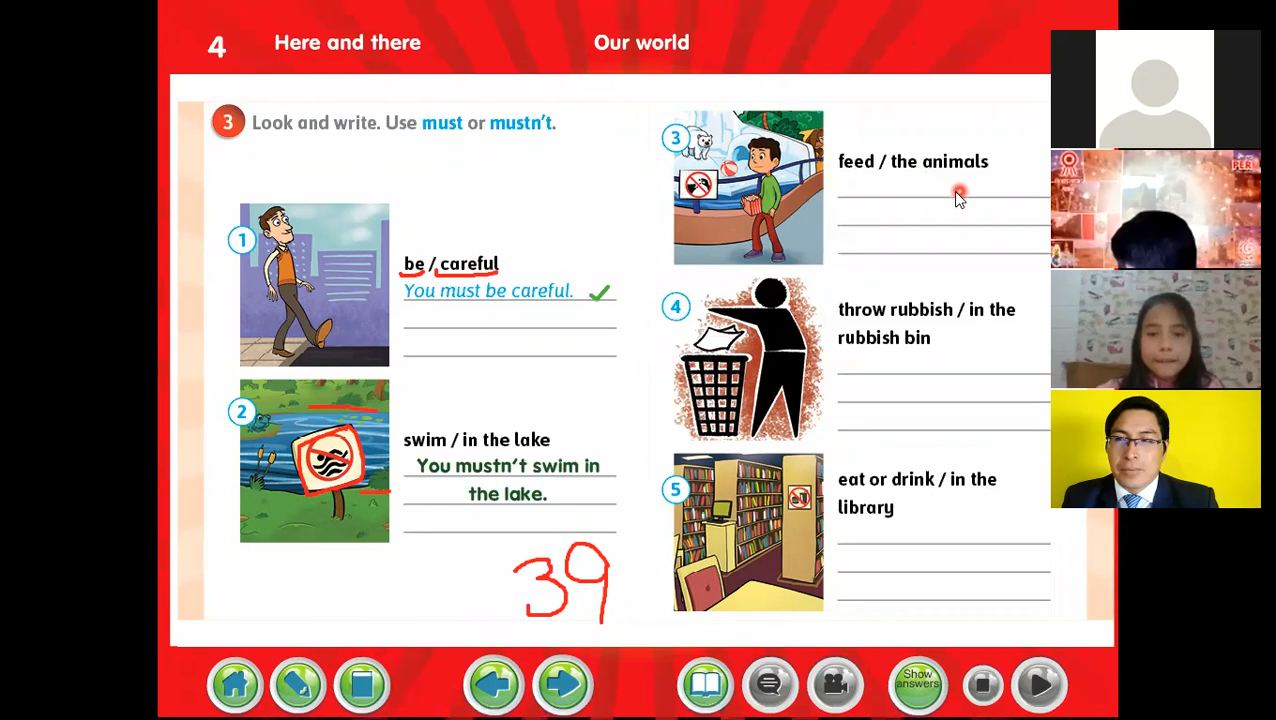 4 Here and there Our world
3 Look and write. Use must or mustn't.
1
be / careful
You must be careful.
2
swim / in the lake
You mustn't swim in
the lake.
39
3
feed / the animals
4
throw rubbish / in the
rubbish bin
5
eat or drink / in the
library
PERÚ
Show
answers